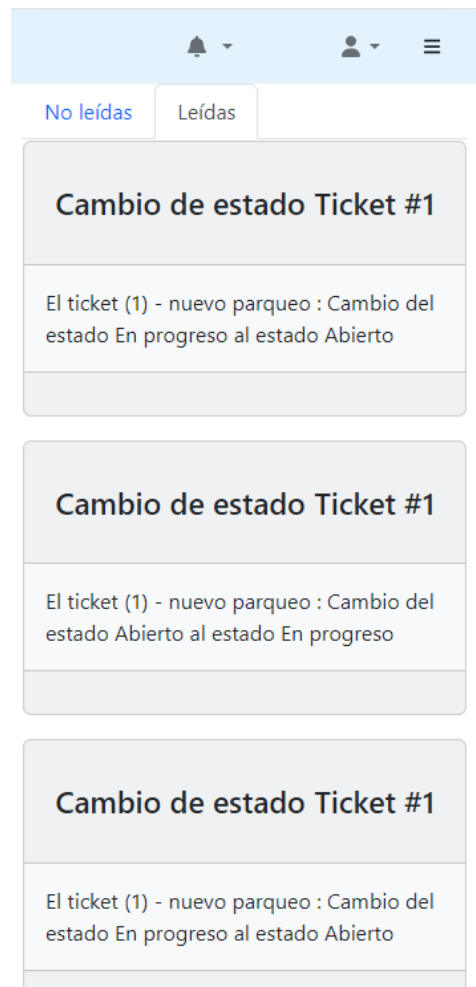 No leídas Leídas
Cambio de estado Ticket #1
El ticket (1) - nuevo parqueo : Cambio del
estado En progreso al estado Abierto
Cambio de estado Ticket #1
El ticket (1) - nuevo parqueo : Cambio del
estado Abierto al estado En progreso
Cambio de estado Ticket #1
El ticket (1) - nuevo parqueo : Cambio del
estado En progreso al estado Abierto